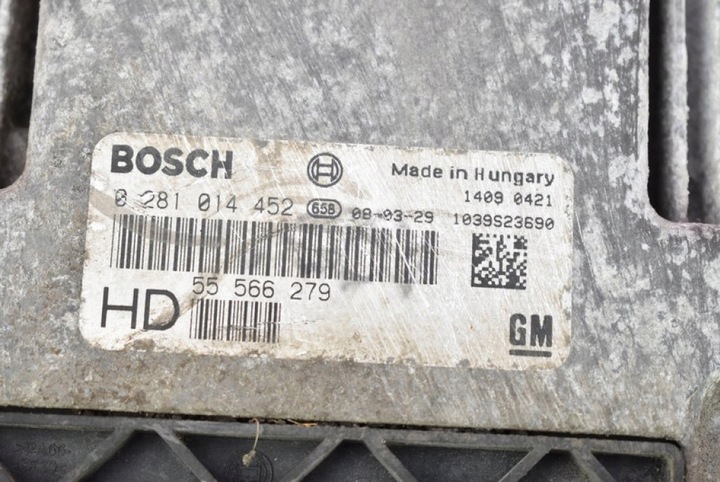 BOSCH
Made in Hungary
1409 0421
0 281 014 452 658 08-03-29 1039S23690
55 566 279
HD
GM